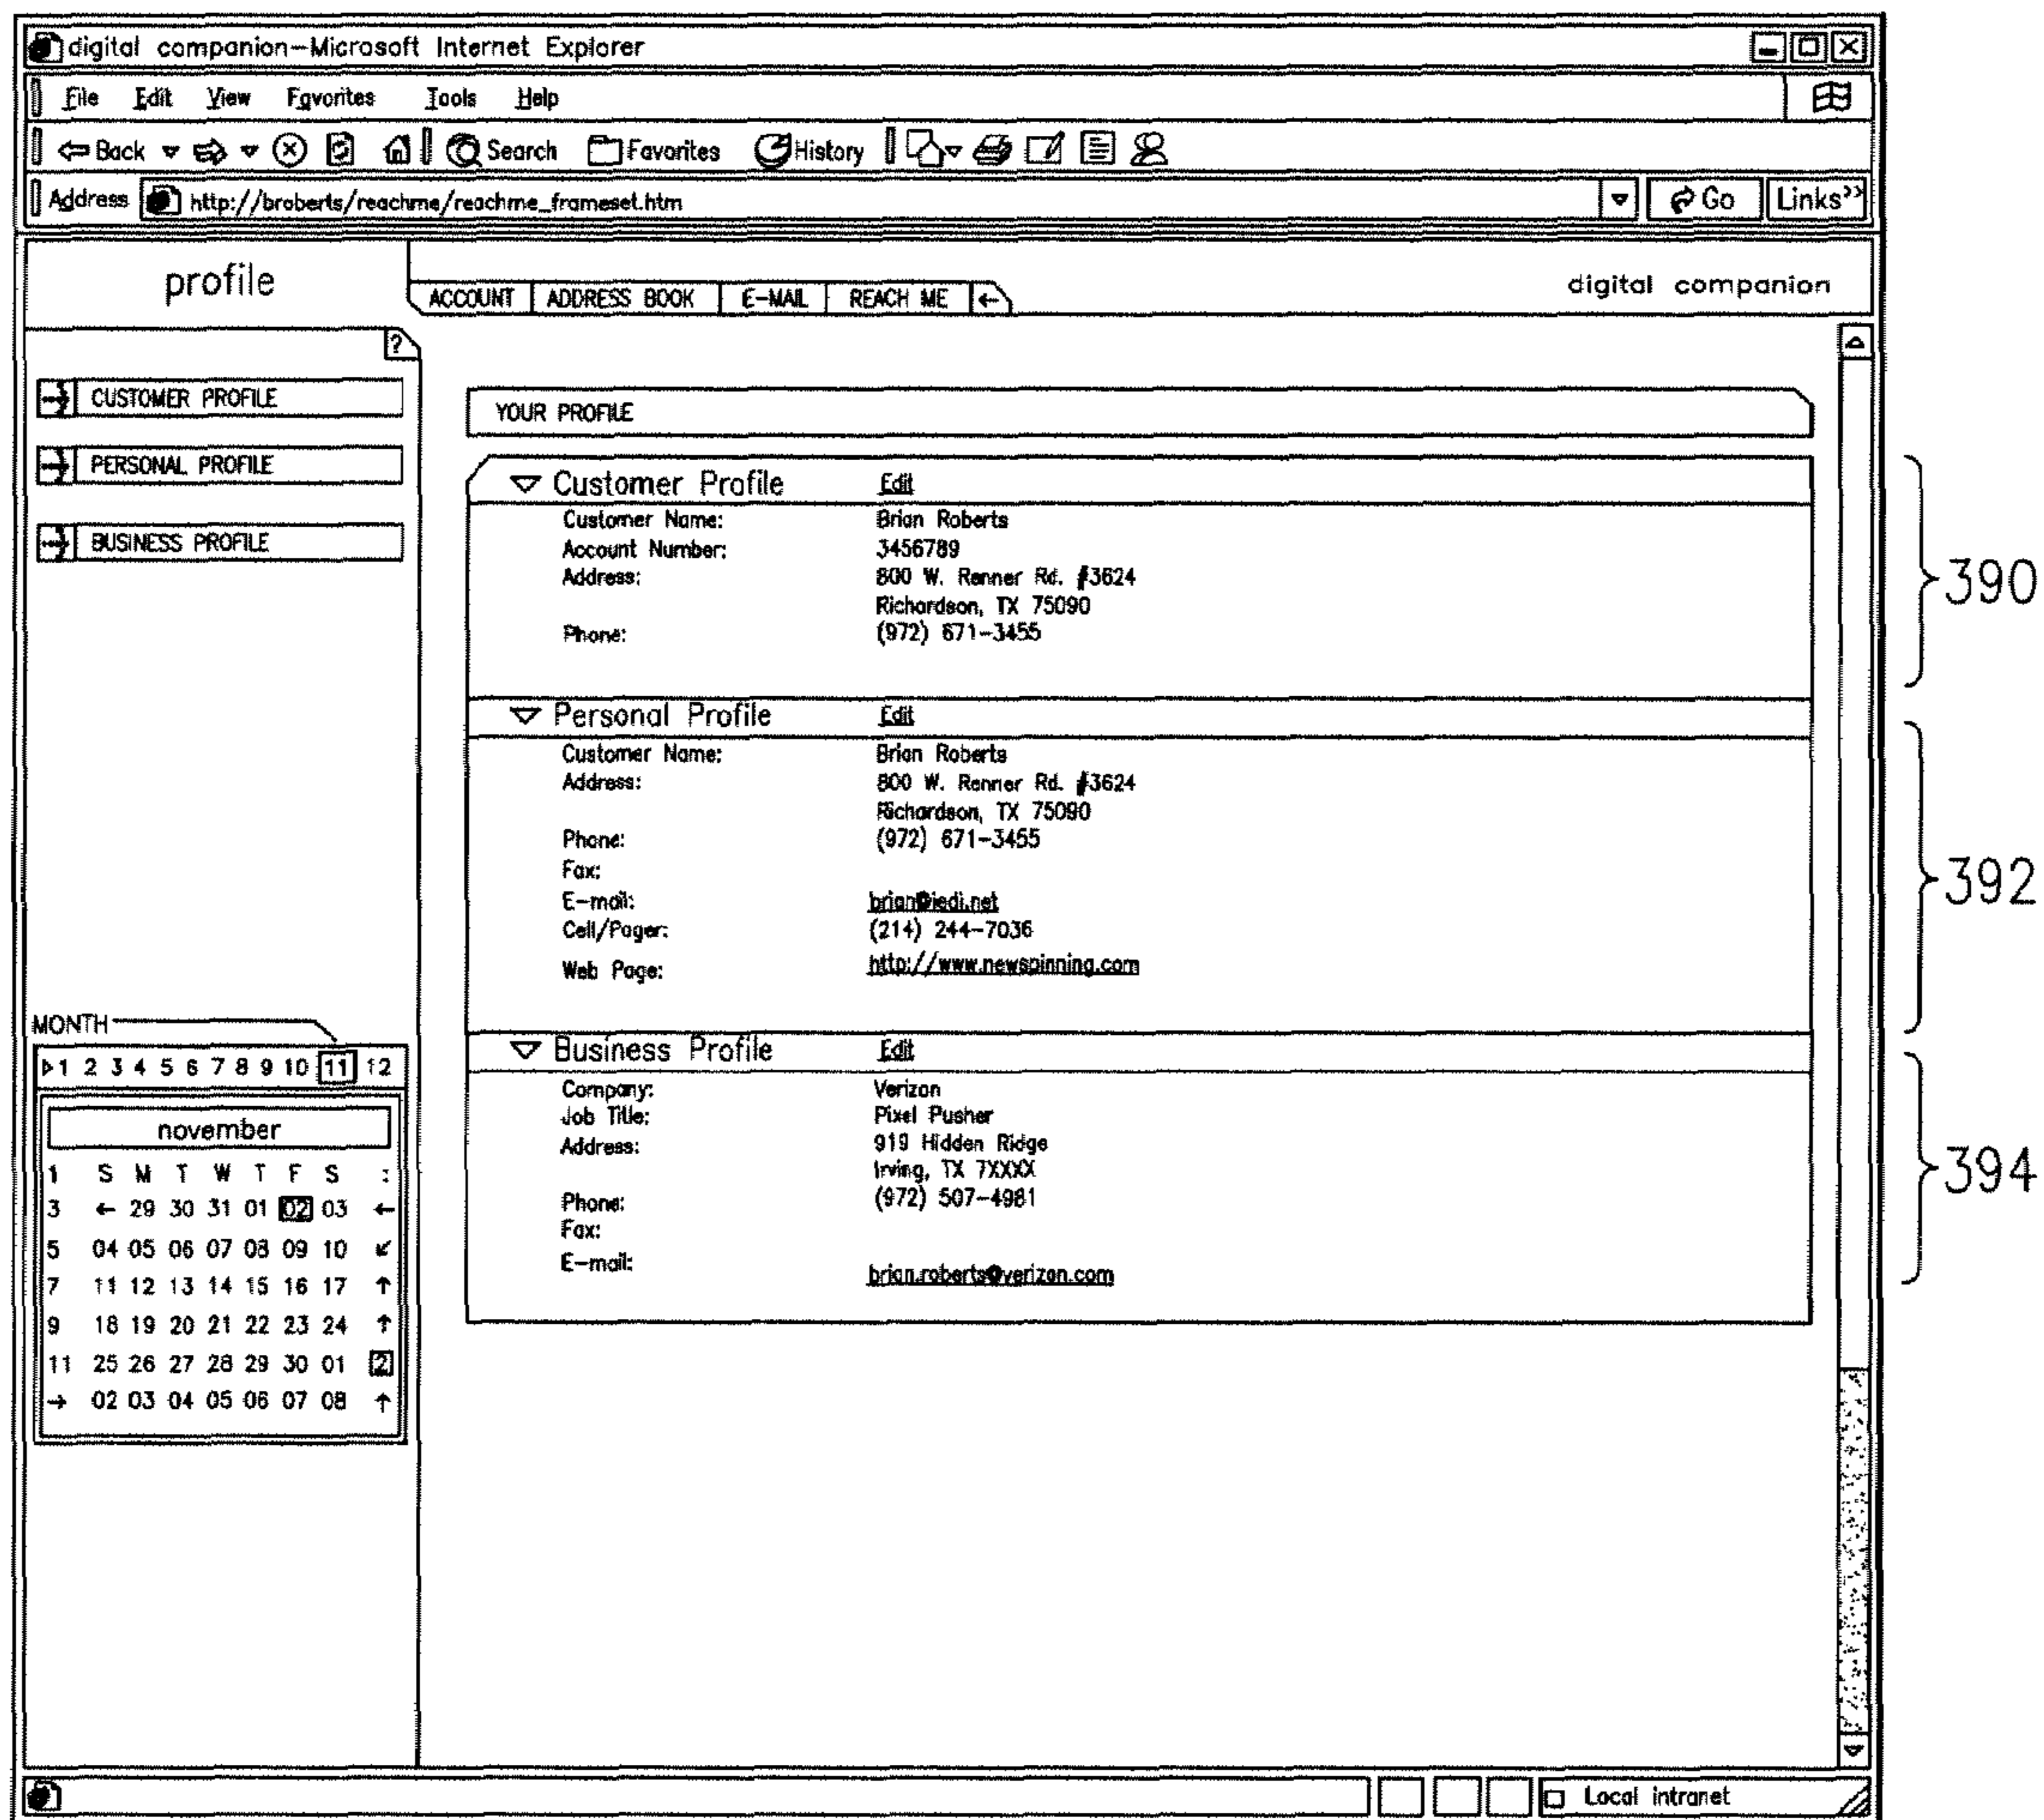 digital companion-Microsoft Internet Explorer
File Edit View Favorites Tools Help
Back Search Favorites History
Address http://broberts/reachme/reachme_frameset.htm Go Links>>
profile ACCOUNT ADDRESS BOOK E-MAIL REACH ME ← digital companion
?
CUSTOMER PROFILE
PERSONAL PROFILE
BUSINESS PROFILE
YOUR PROFILE
Customer Profile Edit
Customer Name: Brian Roberts
Account Number: 3456789
Address: 800 W. Renner Rd. #3624
Richardson, TX 75090
Phone: (972) 671-3455
390
Personal Profile Edit
Customer Name: Brian Roberts
Address: 800 W. Renner Rd. #3624
Richardson, TX 75090
Phone: (972) 671-3455
Fax:
E-mail: brian@jedi.net
Cell/Pager: (214) 244-7036
Web Page: http://www.newspinning.com
392
Business Profile Edit
Company: Verizon
Job Title: Pixel Pusher
Address: 919 Hidden Ridge
Irving, TX 7XXXX
Phone: (972) 507-4981
Fax:
E-mail: brian.roberts@verizon.com
394
MONTH
1 2 3 4 5 6 7 8 9 10 11 12
november
1 S M T W T F S :
3 ← 29 30 31 01 02 03 ←
5 04 05 06 07 08 09 10 ↙
7 11 12 13 14 15 16 17 ↑
9 18 19 20 21 22 23 24 ↑
11 25 26 27 28 29 30 01 2
→ 02 03 04 05 06 07 08 ↑
Local intranet